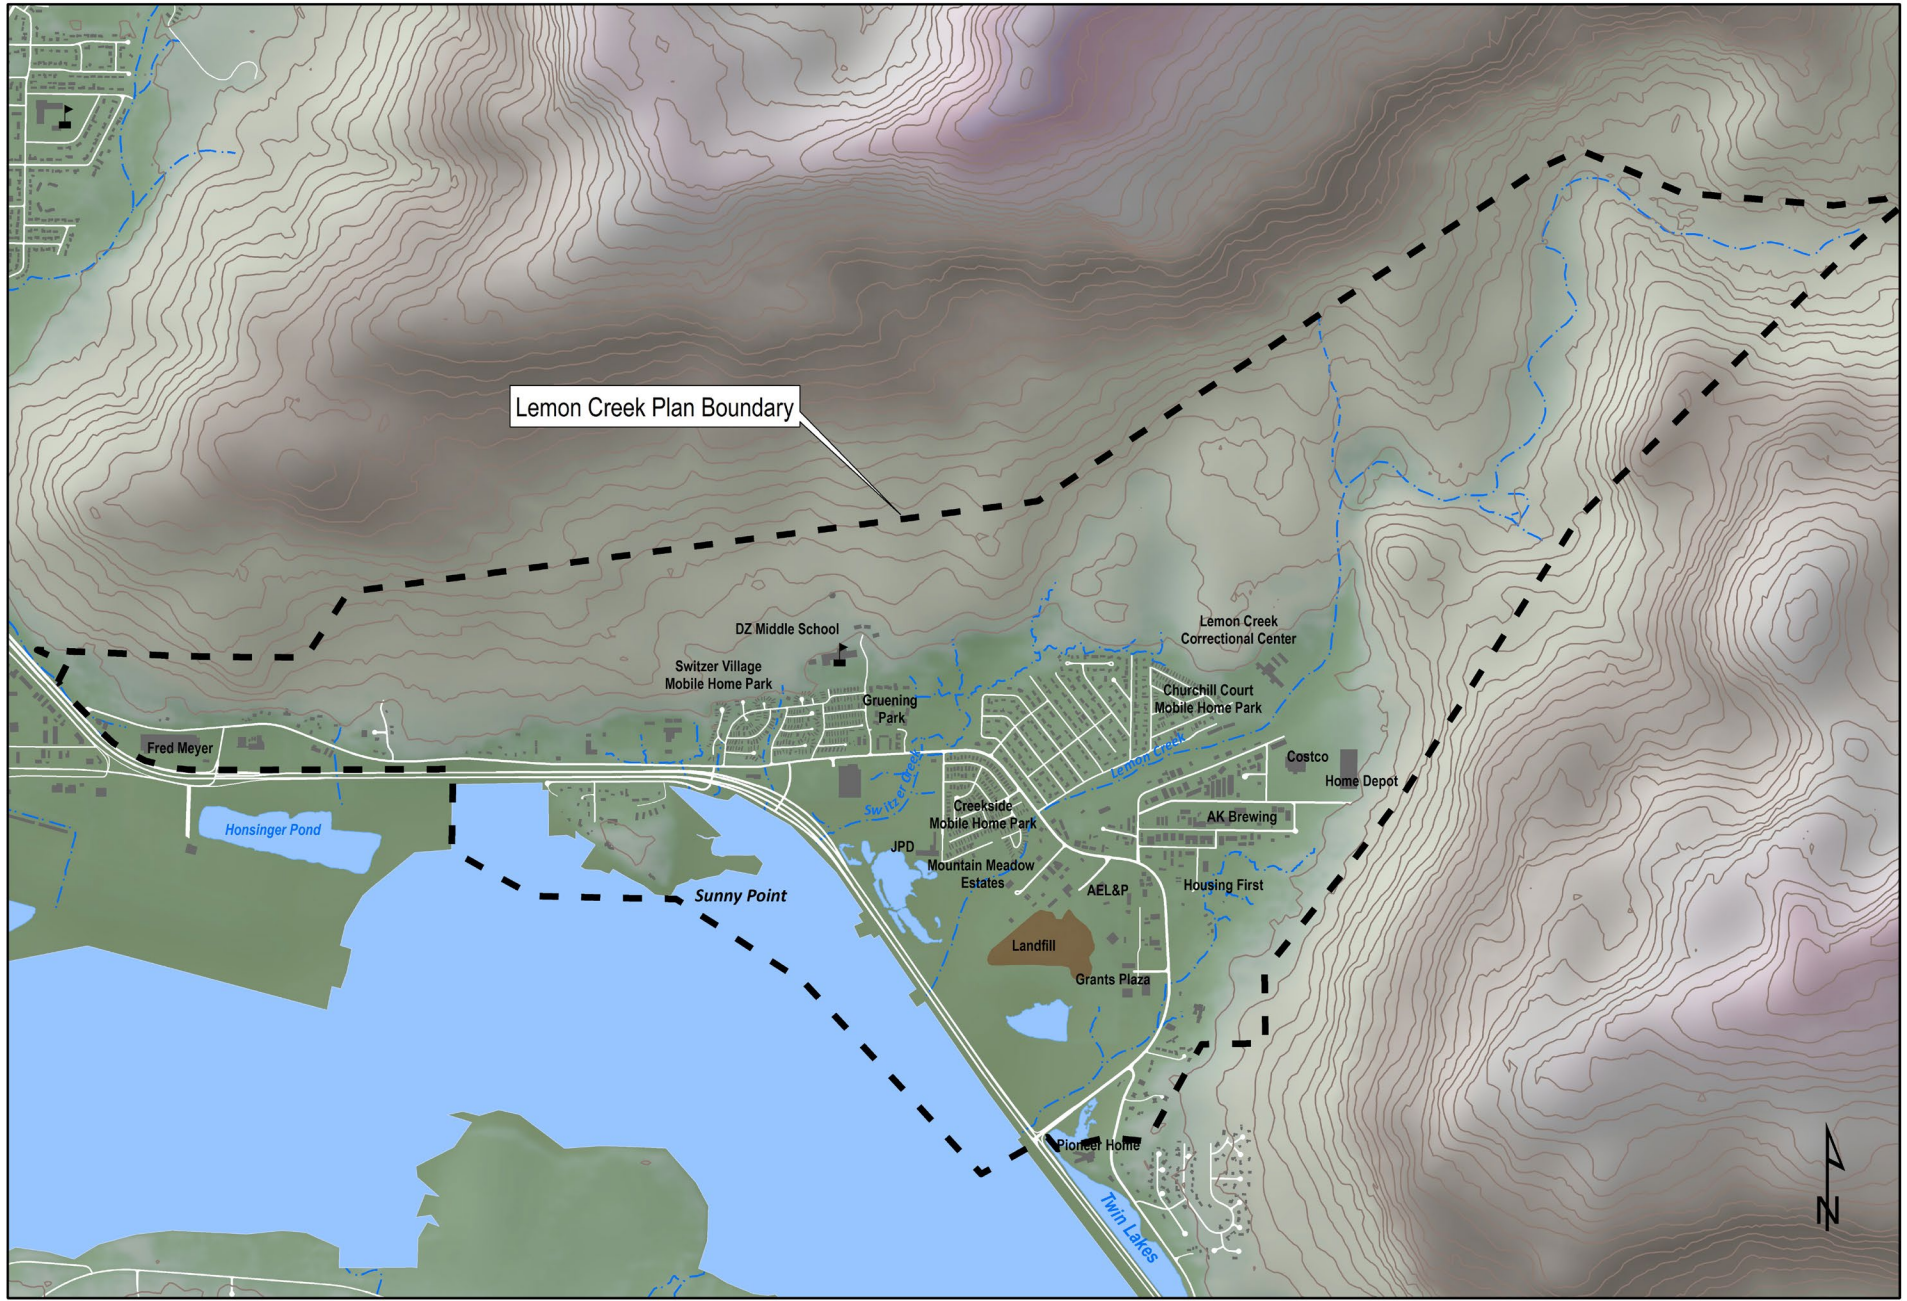 Lemon Creek Plan Boundary
DZ Middle School
Lemon Creek
Correctional Center
Switzer Village
Mobile Home Park
Gruening
Park
Churchill Court
Mobile Home Park
Fred Meyer
Lemon Creek
Costco
Home Depot
Switzer Creek
Creekside
Mobile Home Park
AK Brewing
Honsinger Pond
JPD
Mountain Meadow
Estates
AEL&P
Housing First
Sunny Point
Landfill
Grants Plaza
Pioneer Home
Twin Lakes
N